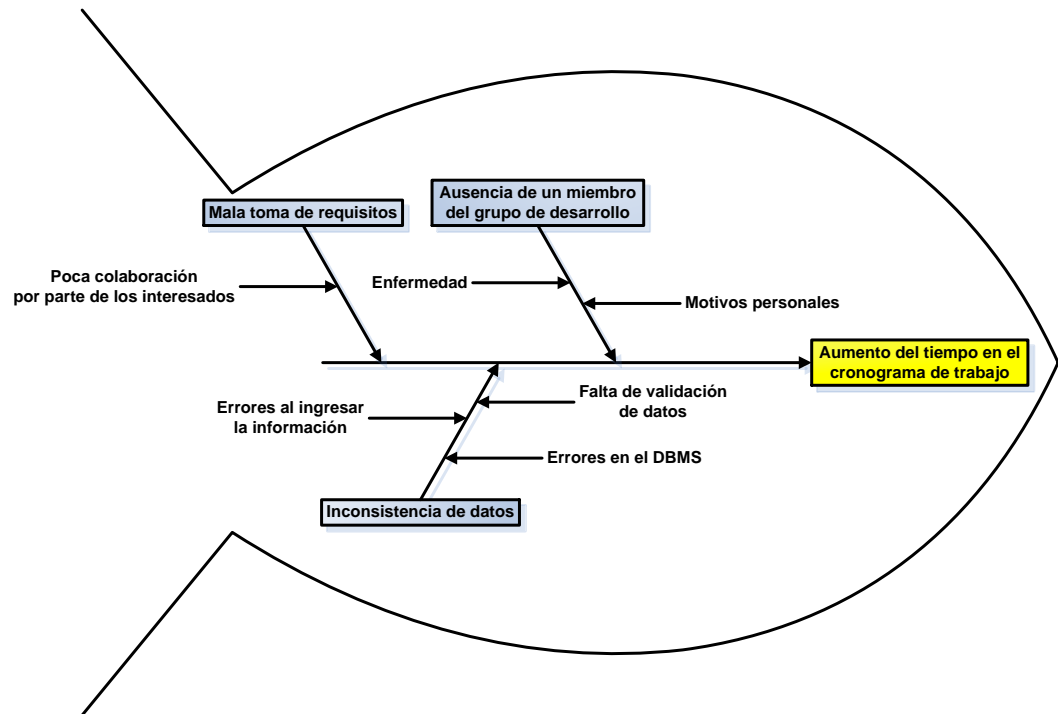 Mala toma de requisitos
Ausencia de un miembro
del grupo de desarrollo
Poca colaboración
por parte de los interesados
Enfermedad
Motivos personales
Aumento del tiempo en el
cronograma de trabajo
Errores al ingresar
la información
Falta de validación
de datos
Errores en el DBMS
Inconsistencia de datos